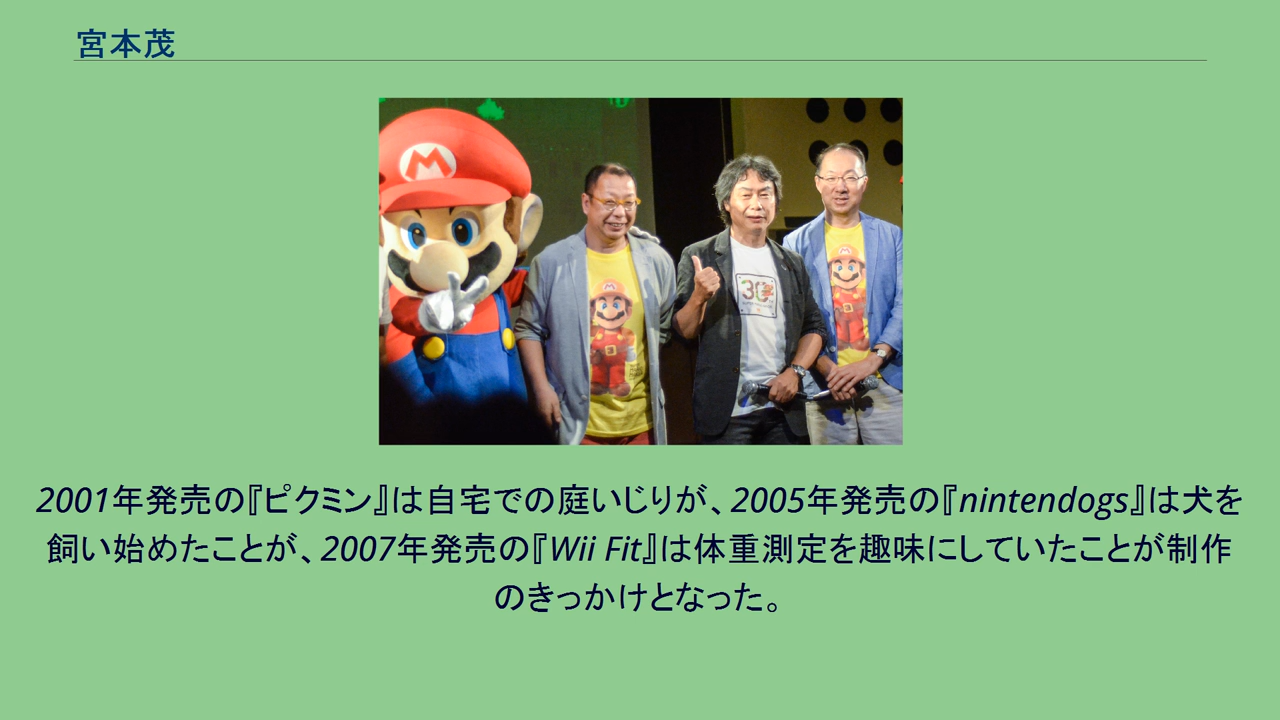 宮本茂
M
30
2001年発売の『ピクミン』は自宅での庭いじりが、2005年発売の『nintendogs』は犬を
飼い始めたことが、2007年発売の『Wii Fit』は体重測定を趣味にしていたことが制作
のきっかけとなった。